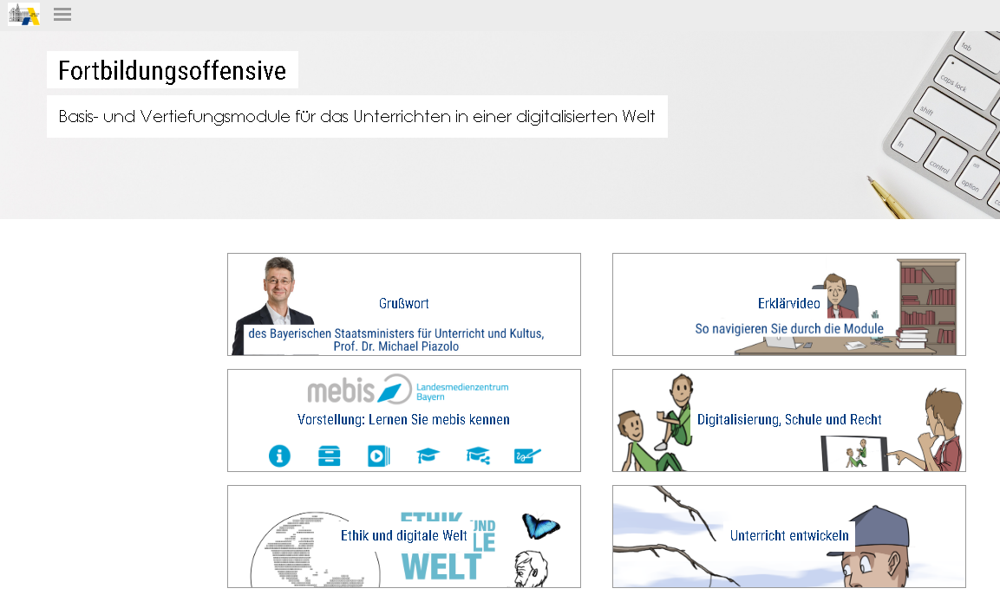 Fortbildungsoffensive
Basis- und Vertiefungsmodule für das Unterrichten in einer digitalisierten Welt
tab
caps lock
shift
fn
control
alt
option
Grußwort
des Bayerischen Staatsministers für Unterricht und Kultus,
Prof. Dr. Michael Piazolo
Erklärvideo
So navigieren Sie durch die Module
mebis Landesmedienzentrum
Bayern
Vorstellung: Lernen Sie mebis kennen
Digitalisierung, Schule und Recht
ETHIK
UND
Ethik und digitale Welt
LE
WELT
Unterricht entwickeln